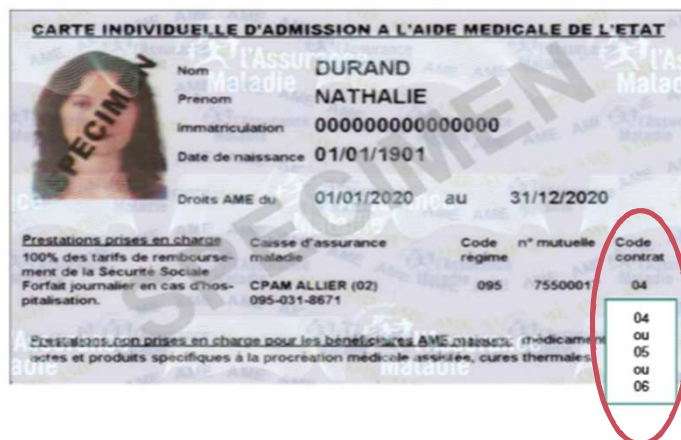 CARTE INDIVIDUELLE D'ADMISSION A L'AIDE MEDICALE DE L'ETAT
Nom DURAND
Prenom NATHALIE
Immatriculation 000000000000000
Date de naissance 01/01/1901
Droits AME du 01/01/2020 au 31/12/2020
Prestations prises en charge
100% des tarifs de rembourse-
ment de la Sécurité Sociale
Forfait journalier en cas d'hos-
pitalisation.
Caisse d'assurance
maladie
CPAM ALLIER (02)
095-031-8671
Code
régime
095
n° mutuelle
75500017
Code
contrat
04
04
ou
05
ou
06
Prestations non prises en charge pour les bénéficiaires AME majeurs: médicament
actes et produits spécifiques à la procréation médicale assistée, cures thermales
SPECIMEN
SPECIMEN
l'Assurance
Maladie